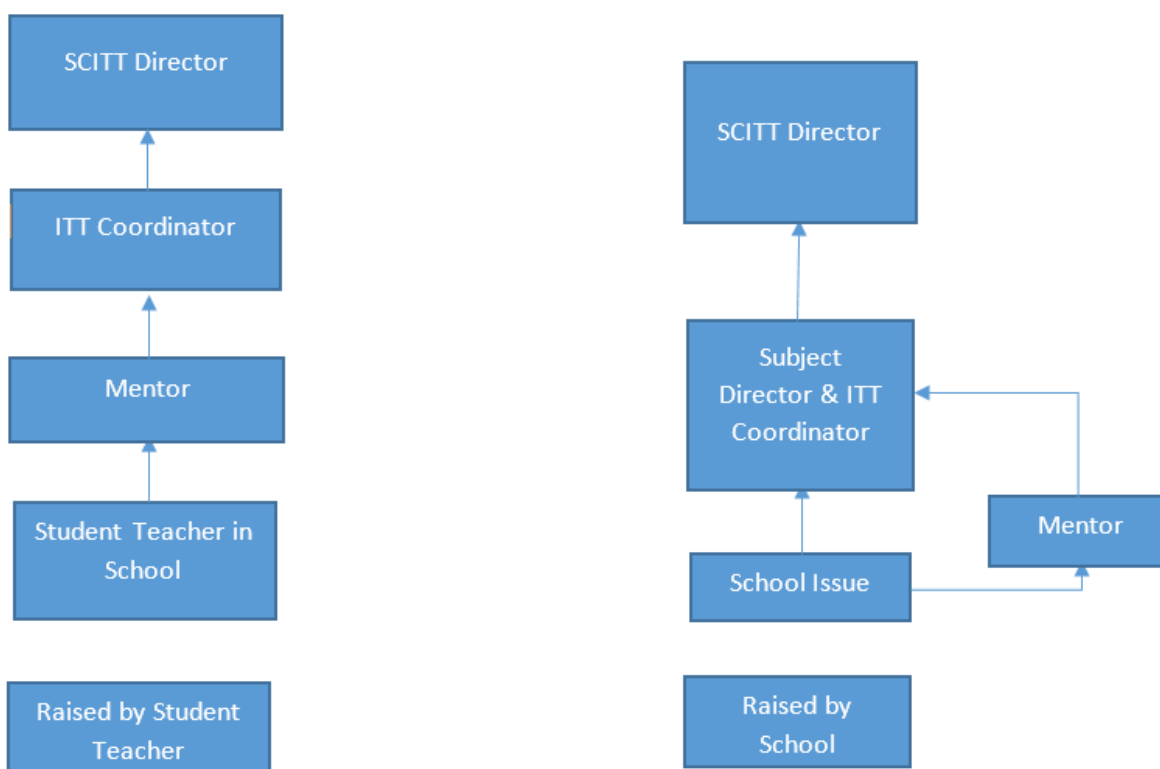 SCITT Director
ITT Coordinator
Mentor
Student Teacher in
School
Raised by Student
Teacher
SCITT Director
Subject
Director & ITT
Coordinator
Mentor
School Issue
Raised by
School